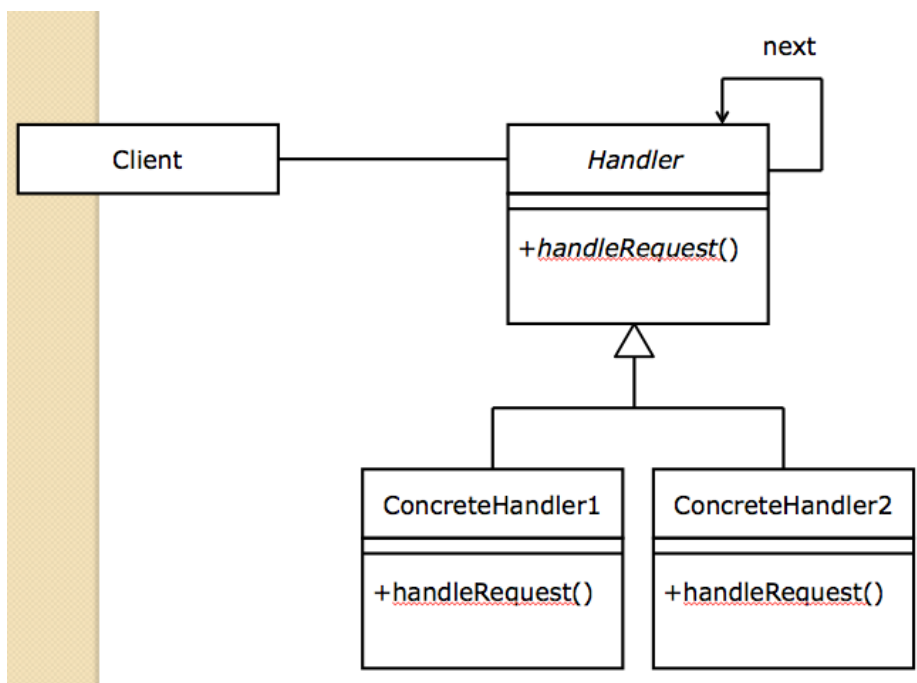 next
Client
Handler
+handleRequest()
ConcreteHandler1
ConcreteHandler2
+handleRequest()
+handleRequest()